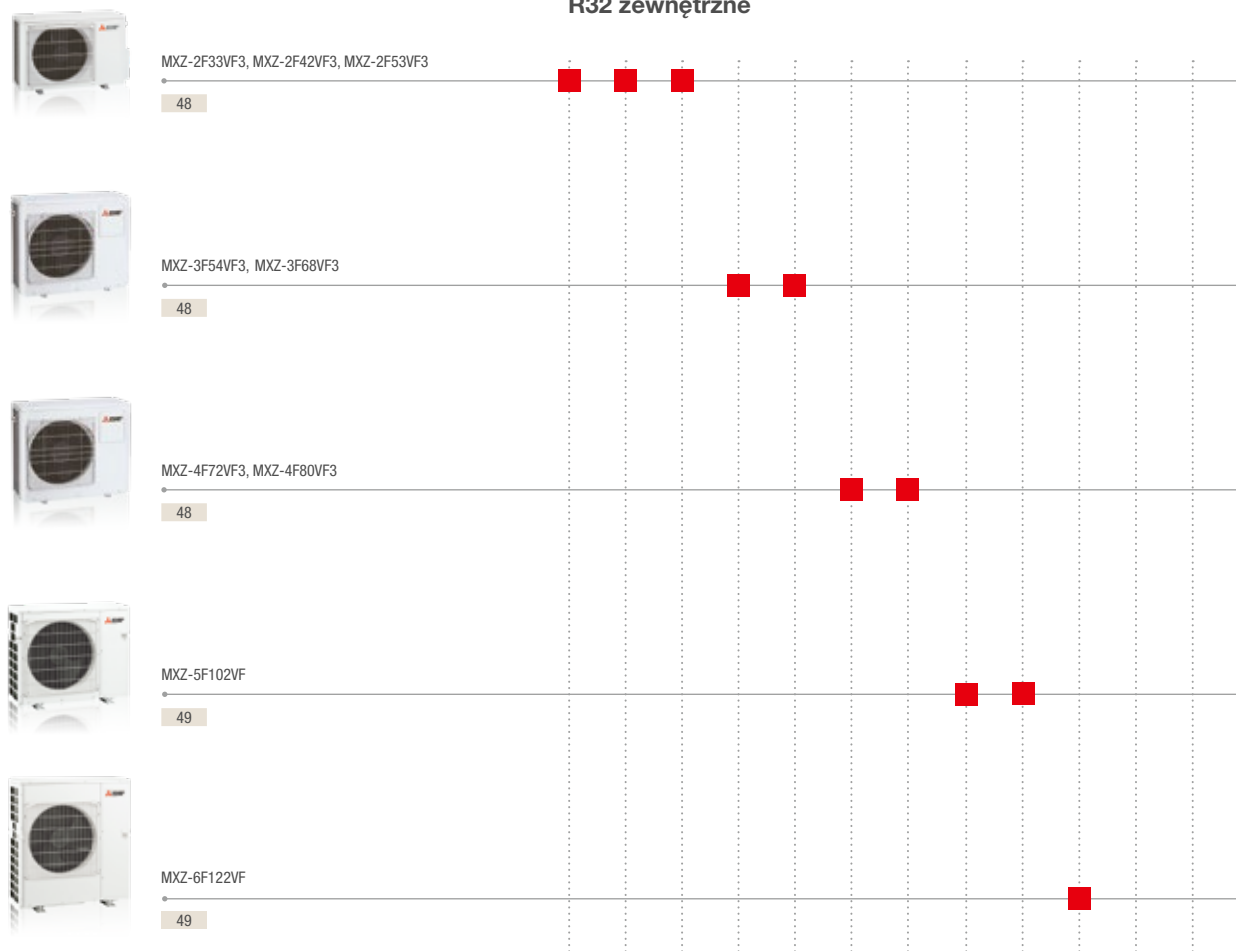 R32 zewnętrzne
MXZ-2F33VF3, MXZ-2F42VF3, MXZ-2F53VF3
48
MXZ-3F54VF3, MXZ-3F68VF3
48
MXZ-4F72VF3, MXZ-4F80VF3
48
MXZ-5F102VF
49
MXZ-6F122VF
49